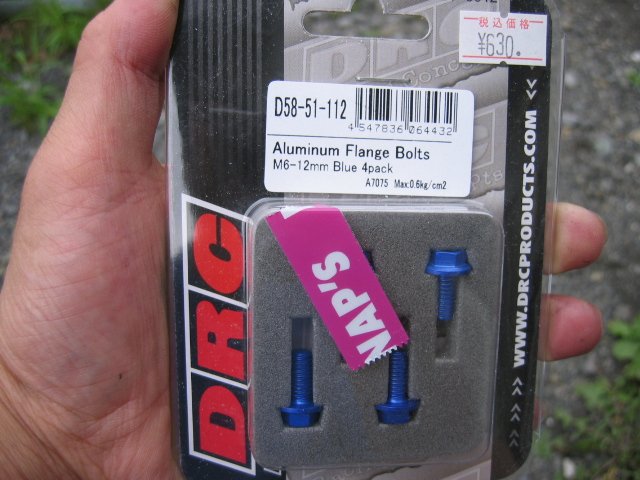 税込価格
¥630.
D58-51-112
4 547836 064432
Aluminum Flange Bolts
M6-12mm Blue 4pack
A7075 Max:0.6kg/cm2
DRC
WWW.DRCPRODUCTS.COM
NAP'S